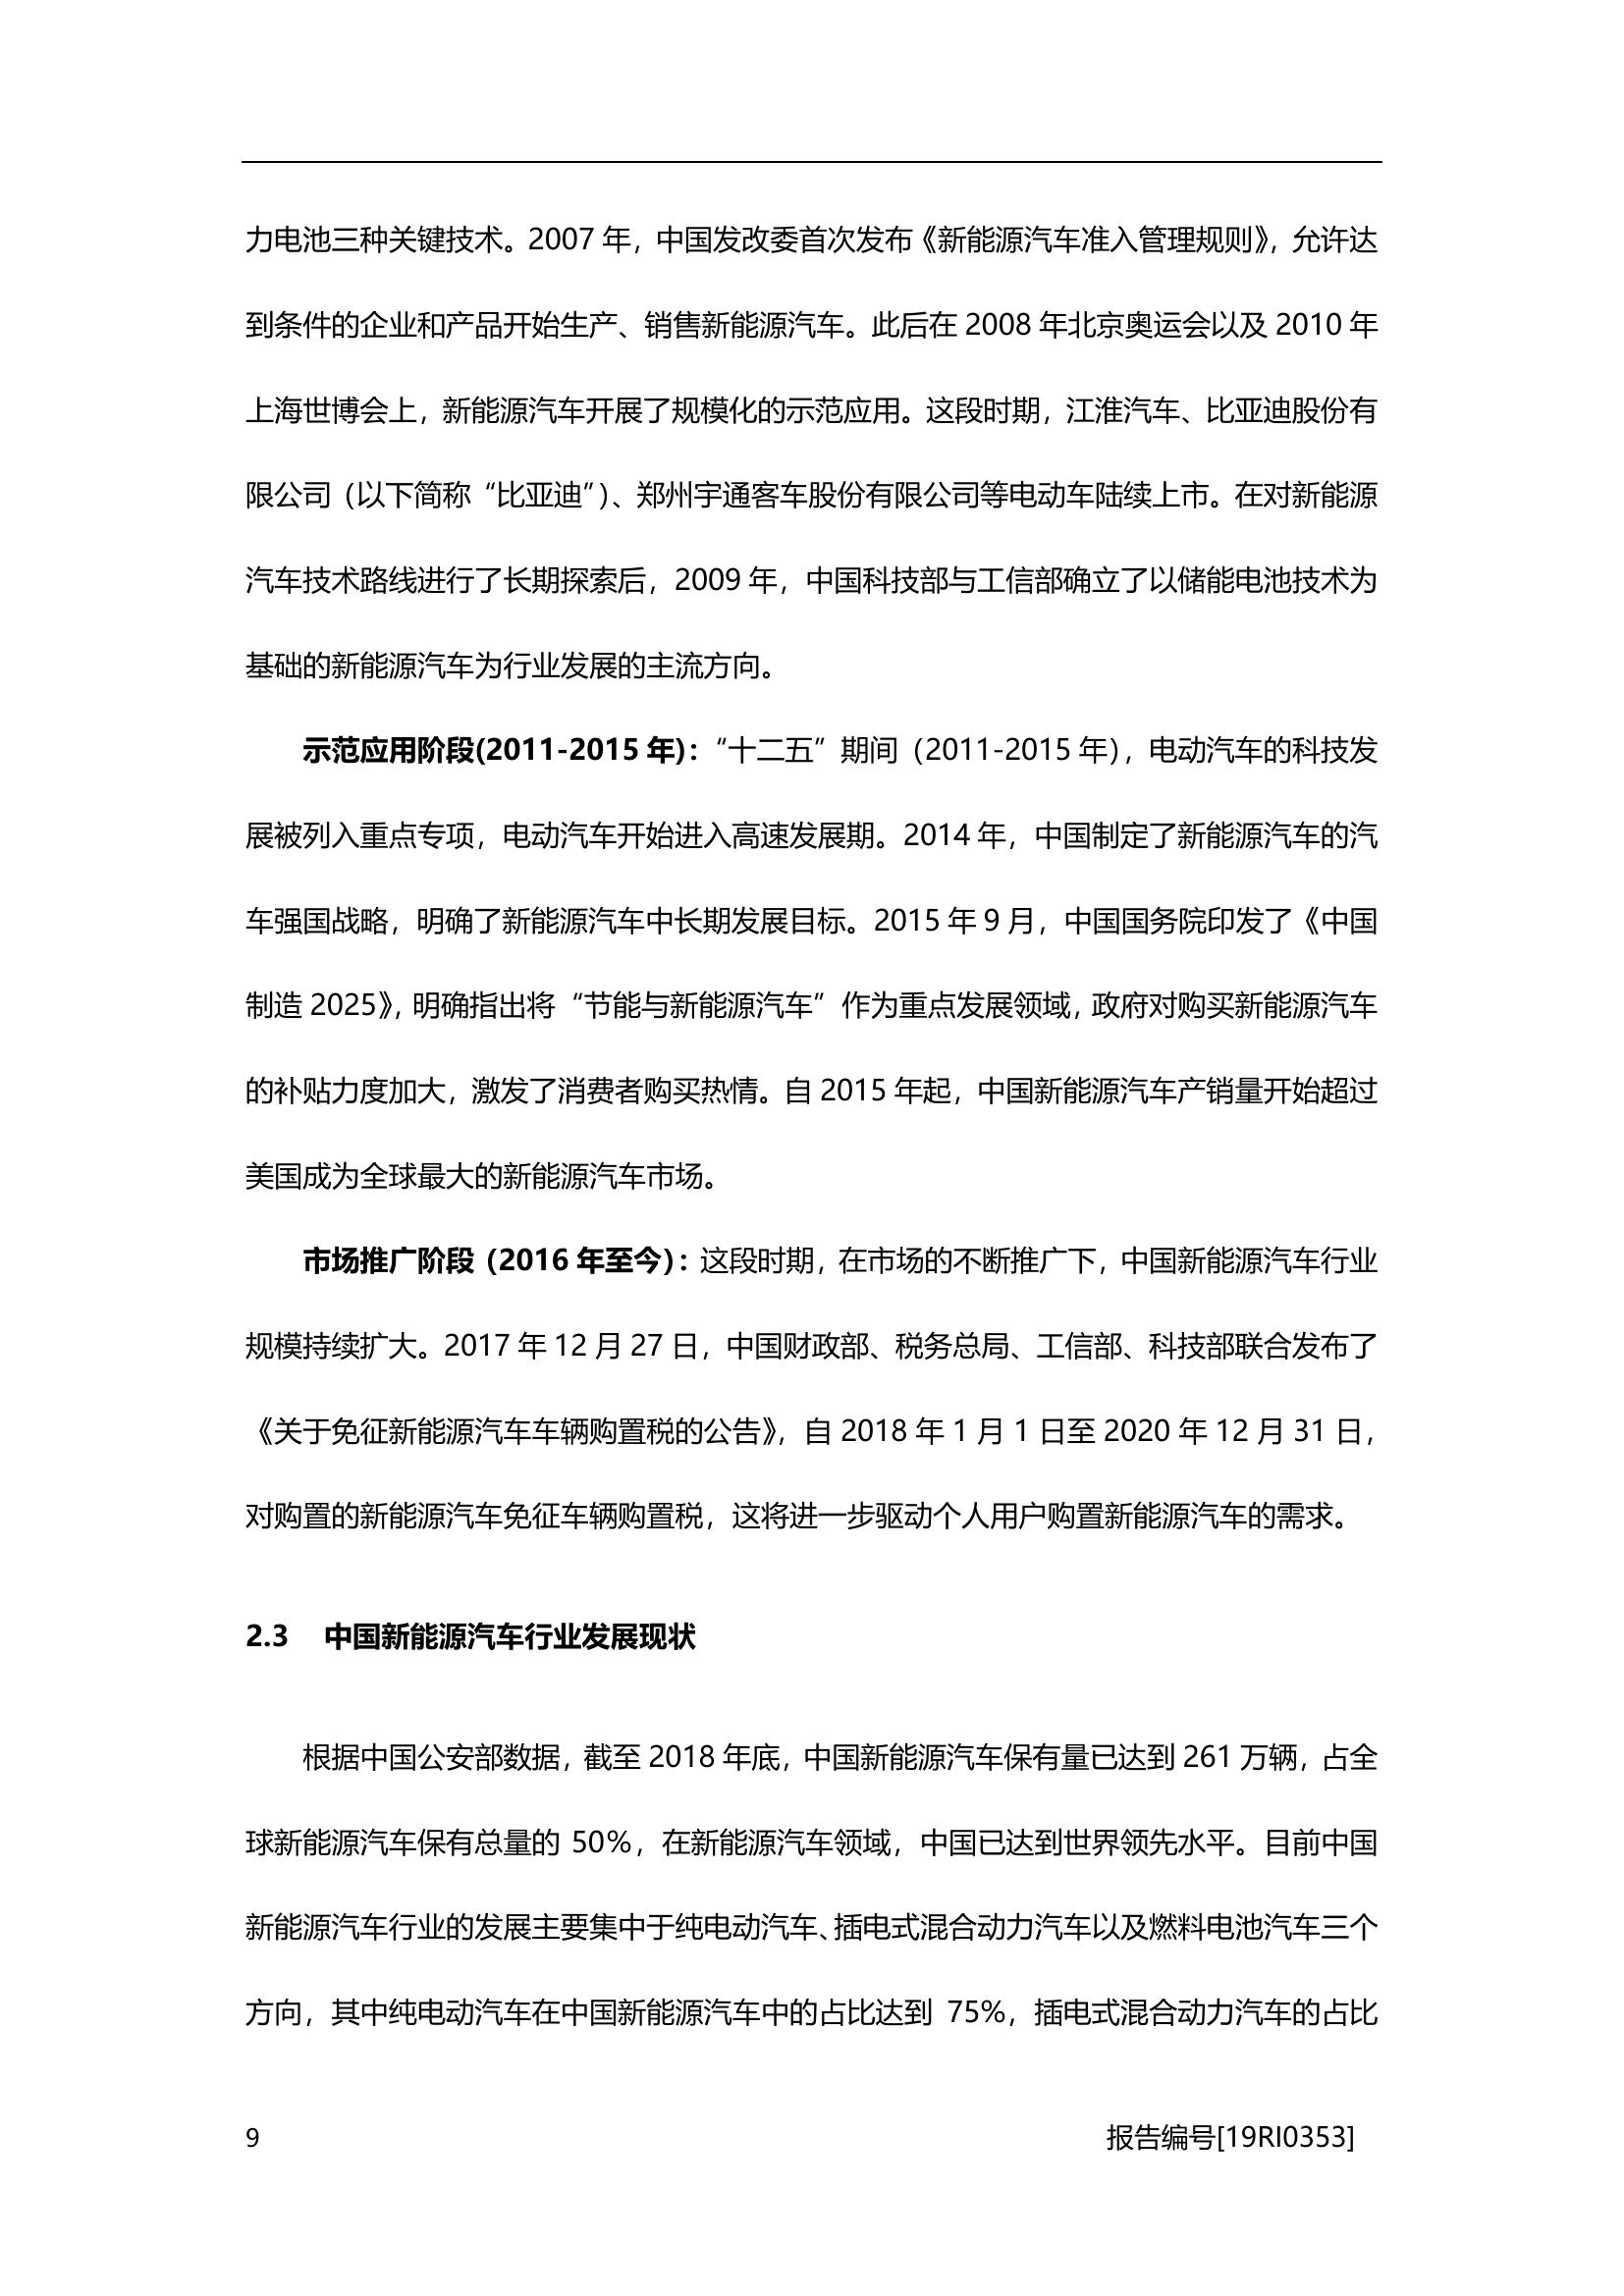 力电池三种关键技术。2007 年，中国发改委首次发布《新能源汽车准入管理规则》，允许达
到条件的企业和产品开始生产、销售新能源汽车。此后在 2008 年北京奥运会以及 2010 年
上海世博会上，新能源汽车开展了规模化的示范应用。这段时期，江淮汽车、比亚迪股份有
限公司（以下简称“比亚迪”）、郑州宇通客车股份有限公司等电动车陆续上市。在对新能源
汽车技术路线进行了长期探索后，2009 年，中国科技部与工信部确立了以储能电池技术为
基础的新能源汽车为行业发展的主流方向。
示范应用阶段(2011-2015 年)：“十二五”期间（2011-2015 年），电动汽车的科技发
展被列入重点专项，电动汽车开始进入高速发展期。2014 年，中国制定了新能源汽车的汽
车强国战略，明确了新能源汽车中长期发展目标。2015 年 9 月，中国国务院印发了《中国
制造 2025》，明确指出将“节能与新能源汽车”作为重点发展领域，政府对购买新能源汽车
的补贴力度加大，激发了消费者购买热情。自 2015 年起，中国新能源汽车产销量开始超过
美国成为全球最大的新能源汽车市场。
市场推广阶段（2016 年至今）：这段时期，在市场的不断推广下，中国新能源汽车行业
规模持续扩大。2017 年 12 月 27 日，中国财政部、税务总局、工信部、科技部联合发布了
《关于免征新能源汽车车辆购置税的公告》，自 2018 年 1 月 1 日至 2020 年 12 月 31 日，
对购置的新能源汽车免征车辆购置税，这将进一步驱动个人用户购置新能源汽车的需求。
2.3 中国新能源汽车行业发展现状
根据中国公安部数据，截至 2018 年底，中国新能源汽车保有量已达到 261 万辆，占全
球新能源汽车保有总量的 50%，在新能源汽车领域，中国已达到世界领先水平。目前中国
新能源汽车行业的发展主要集中于纯电动汽车、插电式混合动力汽车以及燃料电池汽车三个
方向，其中纯电动汽车在中国新能源汽车中的占比达到 75%，插电式混合动力汽车的占比
9 报告编号[19RI0353]